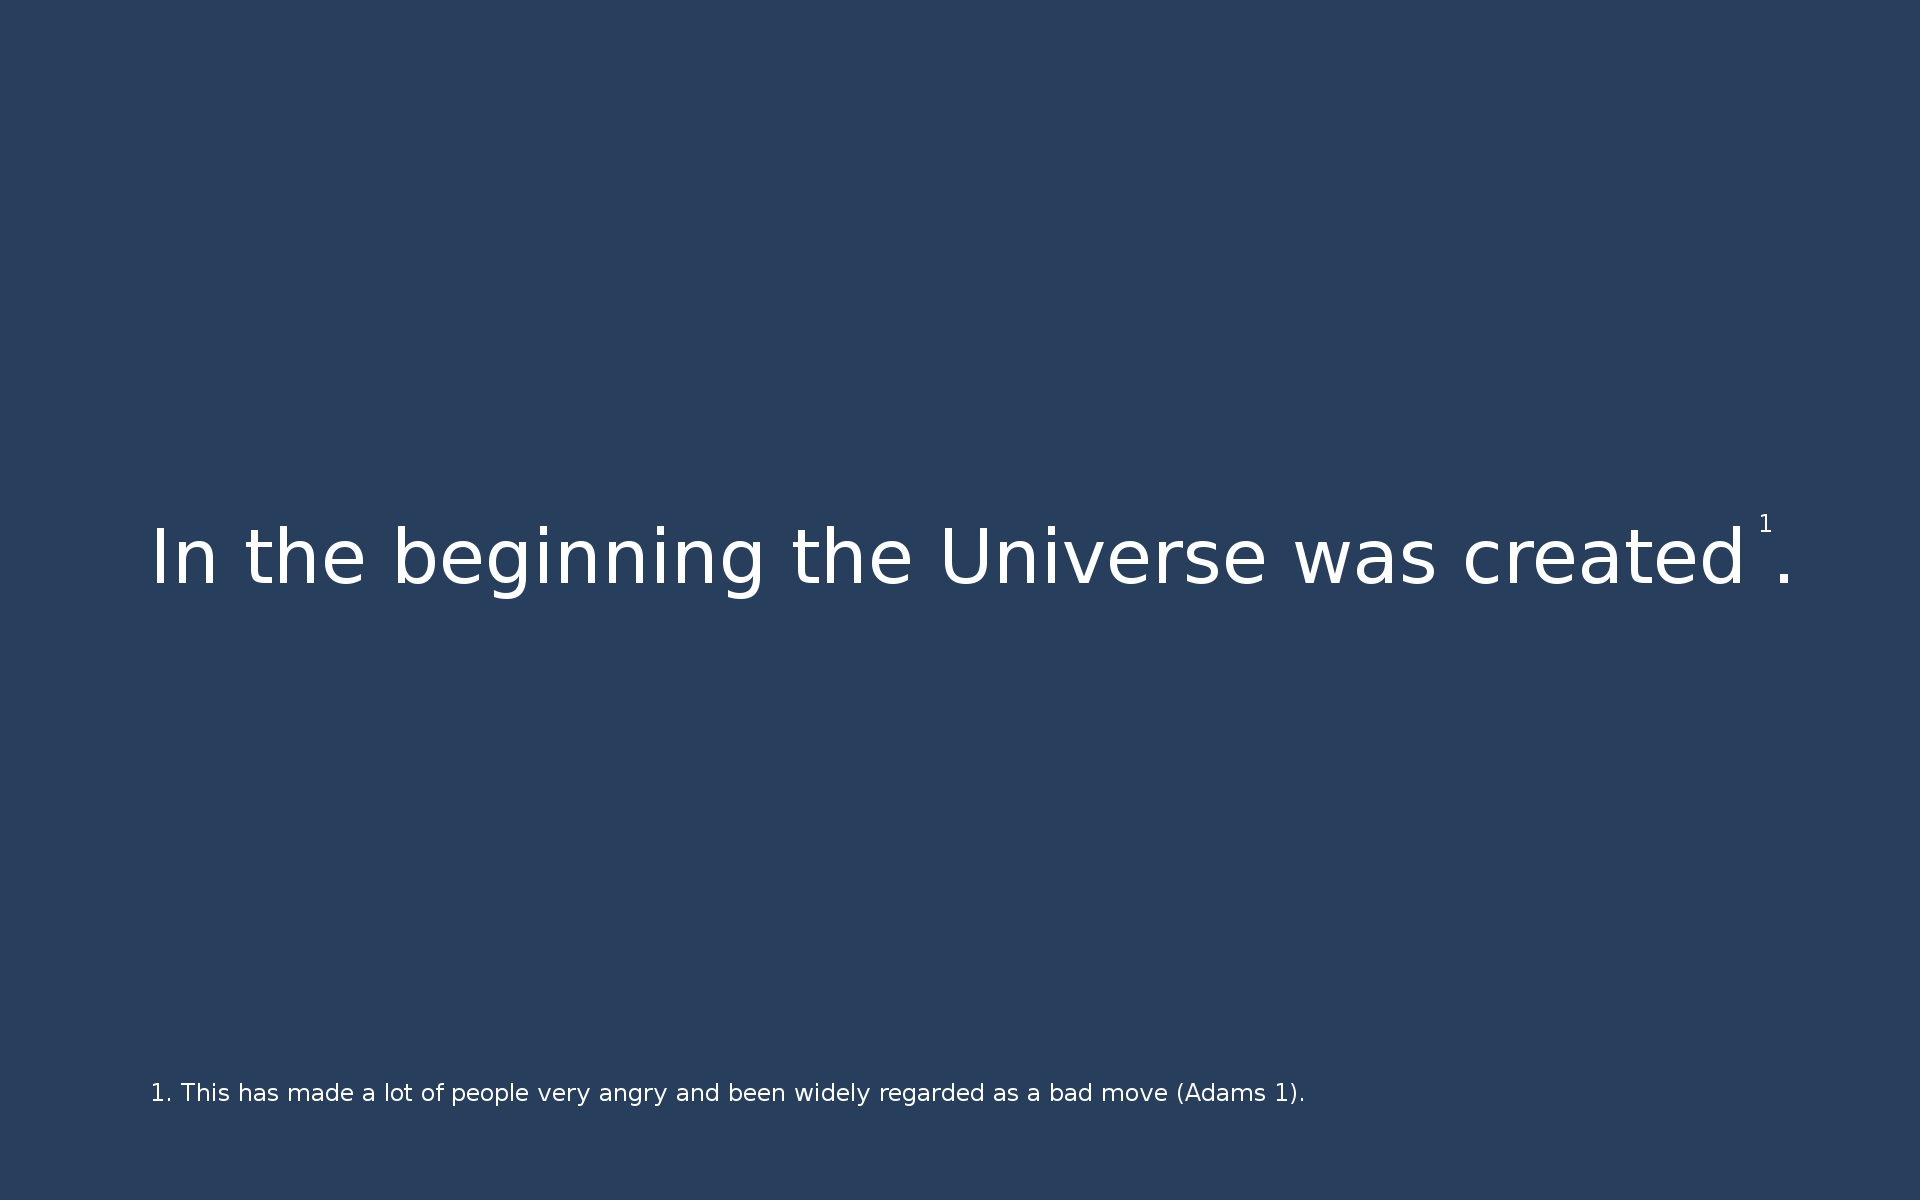 In the beginning the Universe was created ¹.
1. This has made a lot of people very angry and been widely regarded as a bad move (Adams 1).